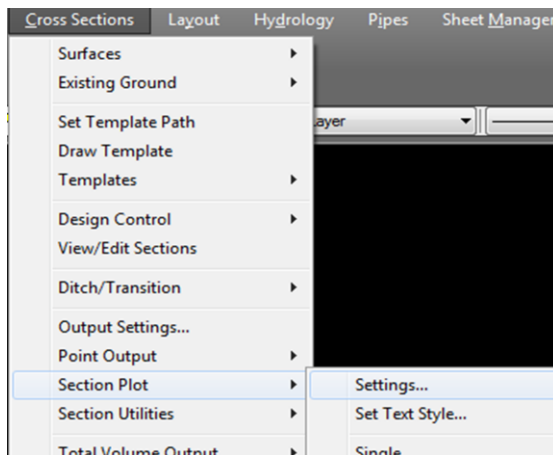 Cross Sections Layout Hydrology Pipes Sheet Manager
Surfaces
Existing Ground
Set Template Path
ayer
Draw Template
Templates
Design Control
View/Edit Sections
Ditch/Transition
Output Settings...
Point Output
Section Plot
Settings...
Section Utilities
Set Text Style...
Total Volume Output
Single